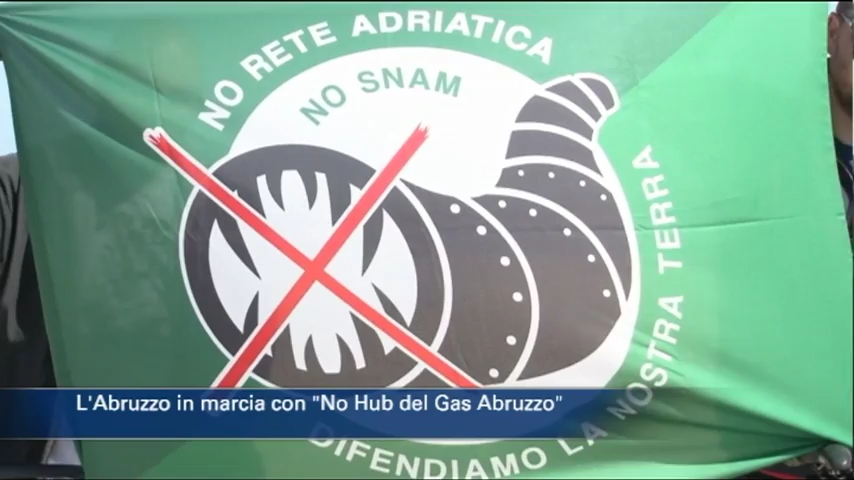 NO RETE ADRIATICA
NO SNAM
DIFENDIAMO LA NOSTRA TERRA
L'Abruzzo in marcia con "No Hub del Gas Abruzzo"